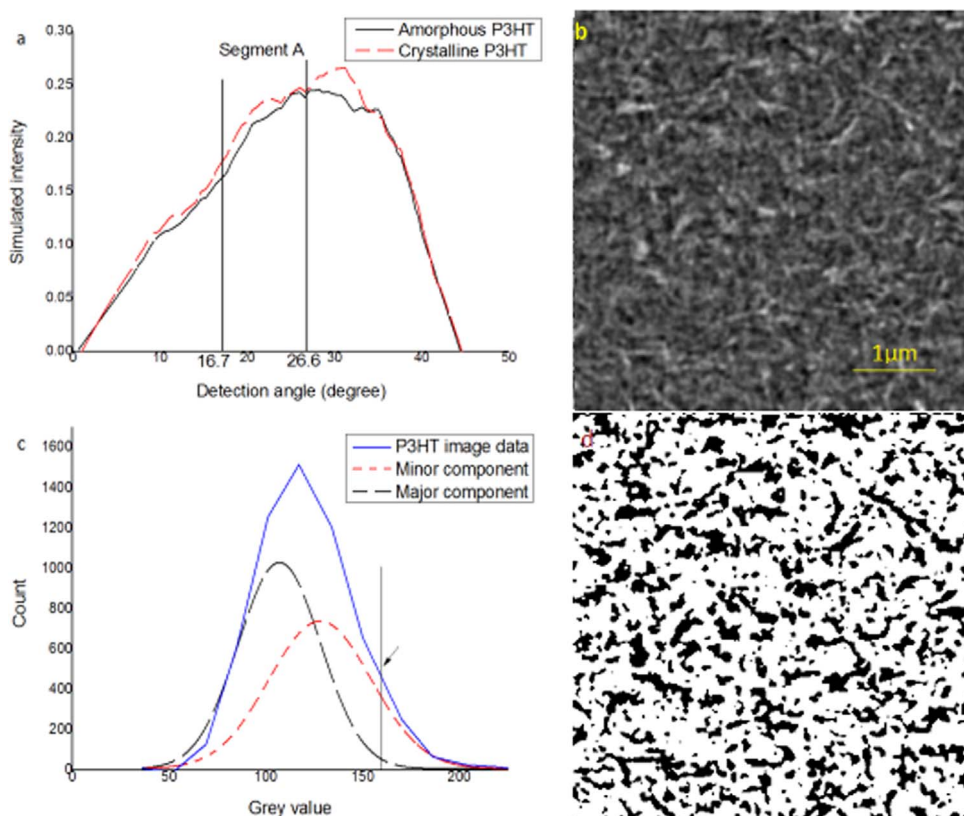 a
0.30
0.25
0.20
0.15
0.10
0.05
0.00
Simulated intensity
Segment A
Amorphous P3HT
Crystalline P3HT
0
10
16.7
20
26.6
30
40
50
Detection angle (degree)
b
1µm
c
1600
1400
1200
1000
800
600
400
200
0
Count
P3HT image data
Minor component
Major component
0
50
100
150
200
Grey value
d